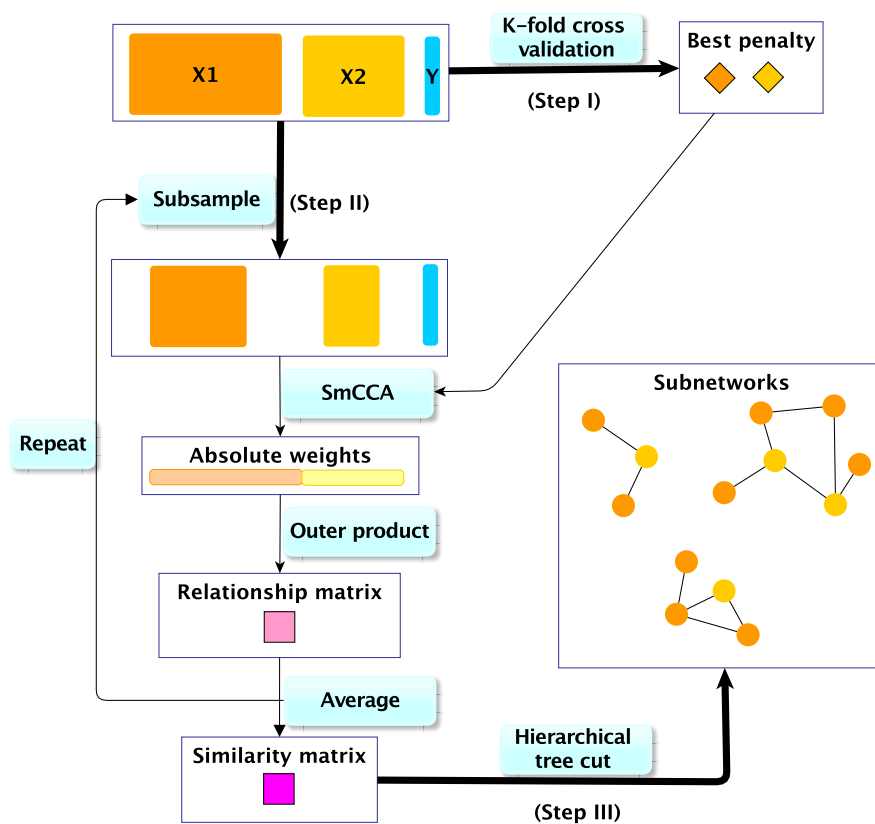 K-fold cross
validation
Best penalty
X1
X2
Y
(Step I)
Subsample
(Step II)
SmCCA
Subnetworks
Repeat
Absolute weights
Outer product
Relationship matrix
Average
Hierarchical
tree cut
Similarity matrix
(Step III)